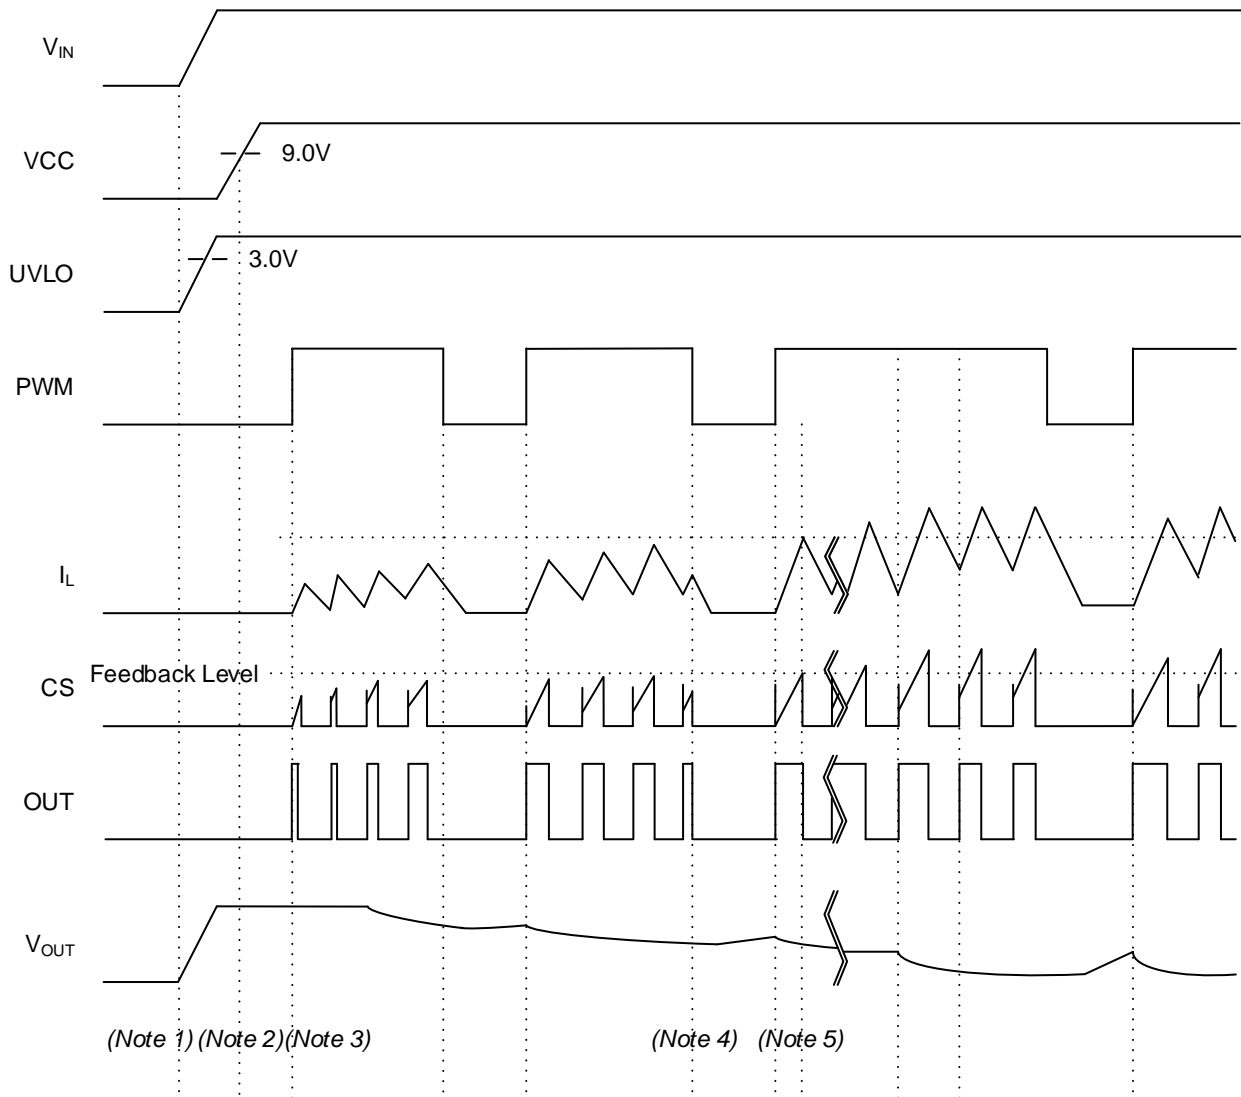 VIN
VCC
9.0V
UVLO
3.0V
PWM
IL
Feedback Level
CS
OUT
VOUT
(Note 1) (Note 2) (Note 3) (Note 4) (Note 5)